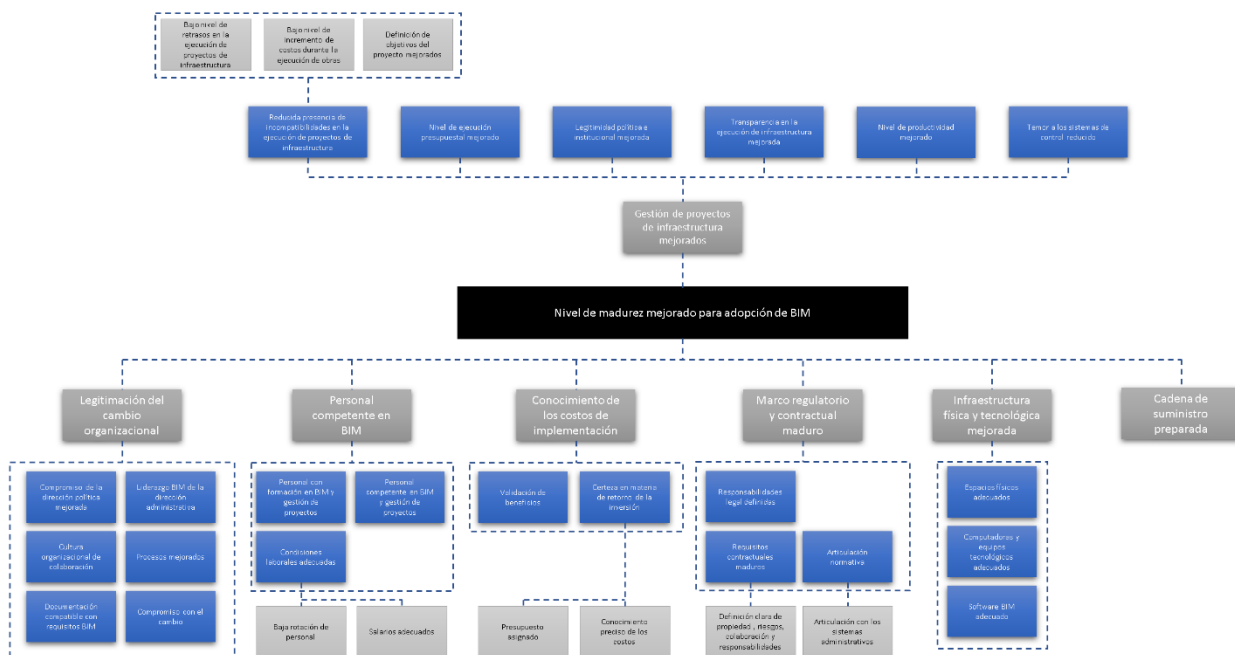 Bajo nivel de
retrasos en la
ejecución de
proyectos de
infraestructura
Bajo nivel de
incremento de
costos durante la
ejecución de obras
Definición de
objetivos del
proyecto mejorados
Reducida presencia de
incompatibilidades en la
ejecución de proyectos de
infraestructura
Nivel de ejecución
presupuestal mejorado
Legitimidad política e
institucional mejorada
Transparencia en la
ejecución de infraestructura
mejorada
Nivel de productividad
mejorado
Temor a los sistemas de
control reducido
Gestión de proyectos
de infraestructura
mejorados
Nivel de madurez mejorado para adopción de BIM
Legitimación del
cambio
organizacional
Personal
competente en
BIM
Conocimiento de
los costos de
implementación
Marco regulatorio
y contractual
maduro
Infraestructura
física y tecnológica
mejorada
Cadena de
suministro
preparada
Compromiso de la
dirección política
mejorada
Liderazgo BIM de la
dirección
administrativa
Cultura
organizacional de
colaboración
Procesos mejorados
Documentación
compatible con
requisitos BIM
Compromiso con el
cambio
Personal con
formación en BIM y
gestión de
proyectos
Personal
competente en BIM
y gestión de
proyectos
Condiciones
laborales adecuadas
Baja rotación de
personal
Salarios adecuados
Validación de
beneficios
Certeza en materia
de retorno de la
inversión
Presupuesto
asignado
Conocimiento
preciso de los
costos
Responsabilidades
legal definidas
Requisitos
contractuales
maduros
Articulación
normativa
Definición clara de
propiedad , riesgos,
colaboración y
responsabilidades
Articulación con los
sistemas
administrativos
Espacios físicos
adecuados
Computadoras y
equipos
tecnológicos
adecuados
Software BIM
adecuado